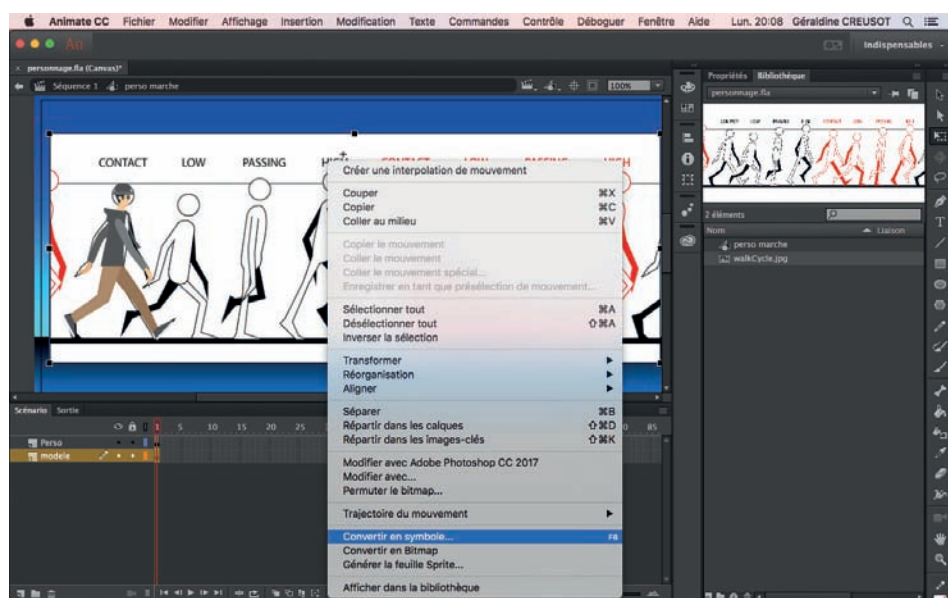 Animate CC Fichier Modifier Affichage Insertion Modification Texte Commandes Contrôle Déboguer Fenêtre Aide Lun. 20:08 Géraldine CREUSOT
An Indispensables
× personnage.fla (Canvas)*
Séquence 1 perso marche 100%
Propriétés Bibliothèque
personnage.fla
CONTACT LOW PASSING HIGH CONTACT LOW PASSING HIGH
2 éléments
Nom Liaison
perso marche
walkCycle.jpg
Créer une interpolation de mouvement
Couper ⌘X
Copier ⌘C
Coller au milieu ⌘V
Copier le mouvement
Coller le mouvement
Coller le mouvement spécial...
Enregistrer en tant que présélection de mouvement...
Sélectionner tout ⌘A
Désélectionner tout ⇧⌘A
Inverser la sélection
Transformer
Réorganisation
Aligner
Séparer ⌘B
Répartir dans les calques ⇧⌘D
Répartir dans les images-clés ⇧⌘K
Modifier avec Adobe Photoshop CC 2017
Modifier avec...
Permuter le bitmap...
Trajectoire du mouvement
Convertir en symbole... F8
Convertir en Bitmap
Générer la feuille Sprite...
Afficher dans la bibliothèque
Scénario Sortie
1 5 10 15 20 25 85
Perso
modele